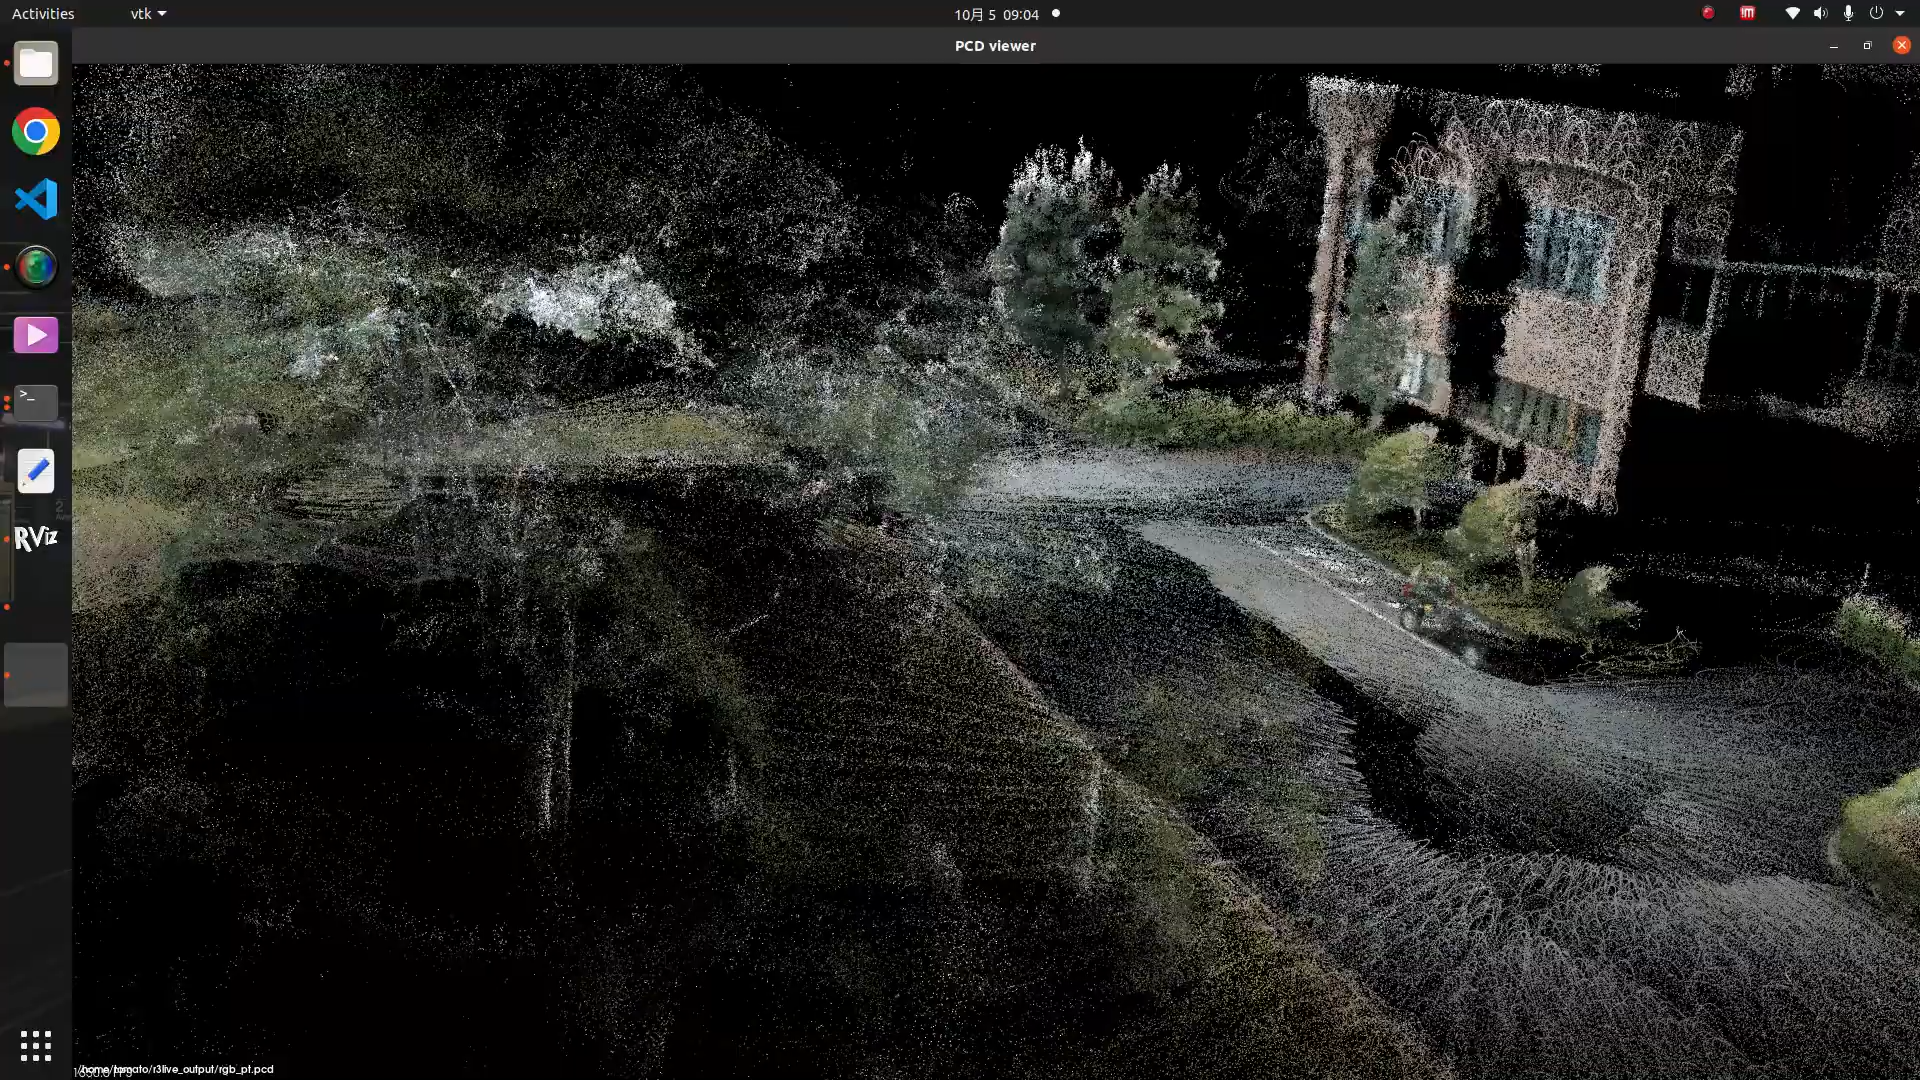 Activities
vtk
10月 5 09:04
PCD viewer
RViz
/home/tomato/r3live_output/rgb_pt.pcd